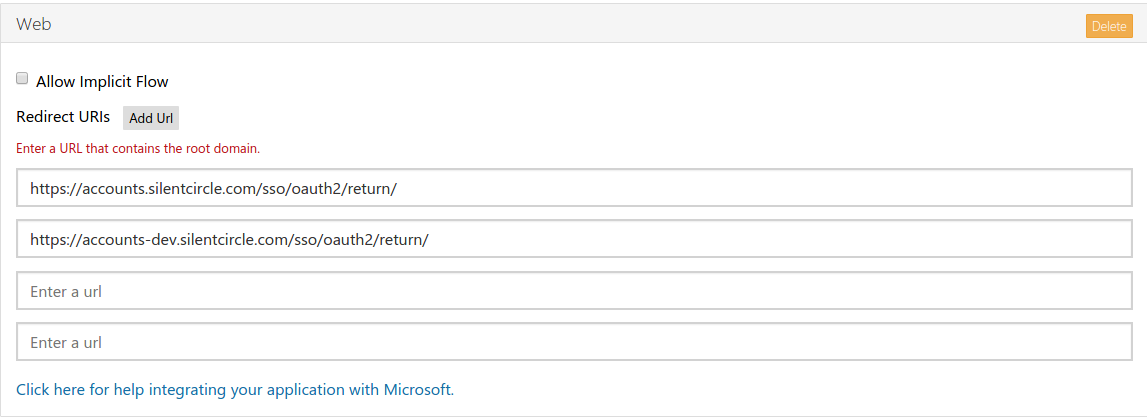 Web
Delete
Allow Implicit Flow
Redirect URIs Add Url
Enter a URL that contains the root domain.
https://accounts.silentcircle.com/sso/oauth2/return/
https://accounts-dev.silentcircle.com/sso/oauth2/return/
Enter a url
Enter a url
Click here for help integrating your application with Microsoft.